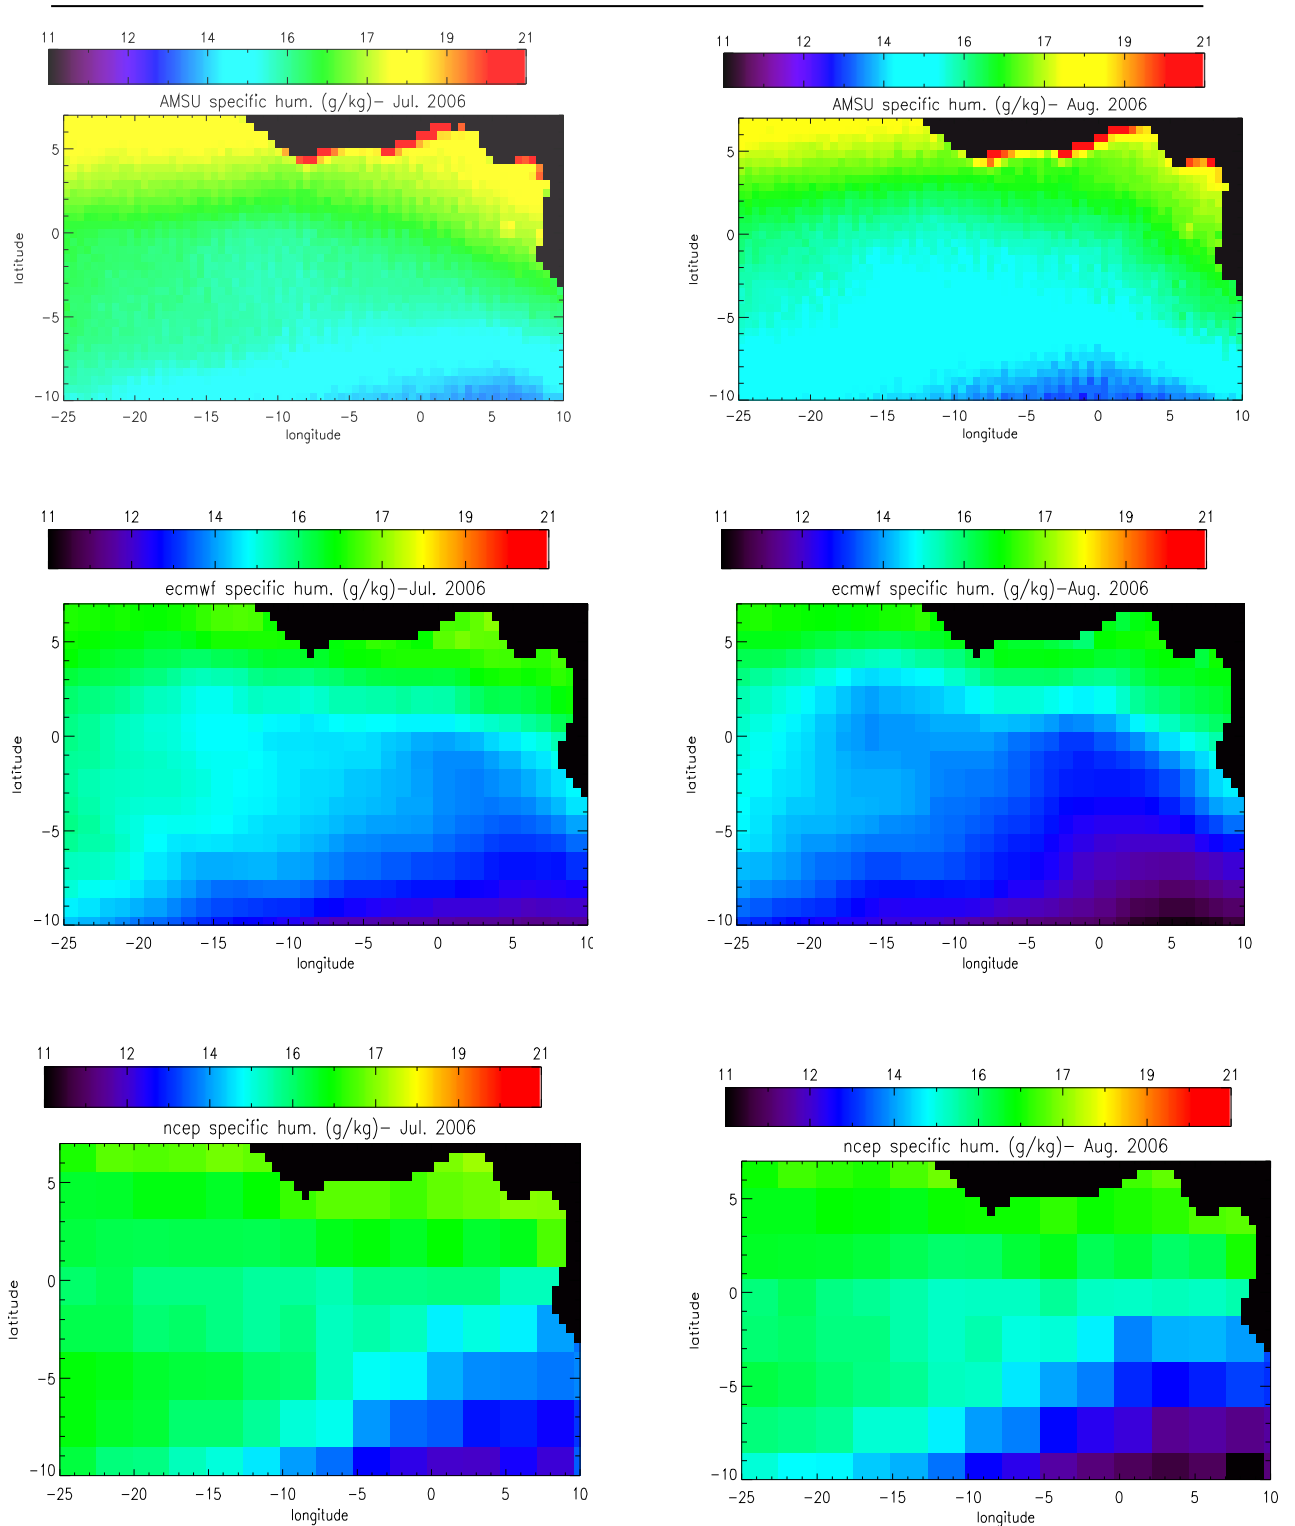 11 12 14 16 17 19 21
AMSU specific hum. (g/kg)– Jul. 2006
5
0
−5
−10
latitude
−25 −20 −15 −10 −5 0 5 10
longitude
11 12 14 16 17 19 21
AMSU specific hum. (g/kg)– Aug. 2006
5
0
−5
−10
latitude
−25 −20 −15 −10 −5 0 5 10
longitude
11 12 14 16 17 19 21
ecmwf specific hum. (g/kg)–Jul. 2006
5
0
−5
−10
latitude
−25 −20 −15 −10 −5 0 5 10
longitude
11 12 14 16 17 19 21
ecmwf specific hum. (g/kg)–Aug. 2006
5
0
−5
−10
latitude
−25 −20 −15 −10 −5 0 5 10
longitude
11 12 14 16 17 19 21
ncep specific hum. (g/kg)– Jul. 2006
5
0
−5
−10
latitude
−25 −20 −15 −10 −5 0 5 10
longitude
11 12 14 16 17 19 21
ncep specific hum. (g/kg)– Aug. 2006
5
0
−5
−10
latitude
−25 −20 −15 −10 −5 0 5 10
longitude